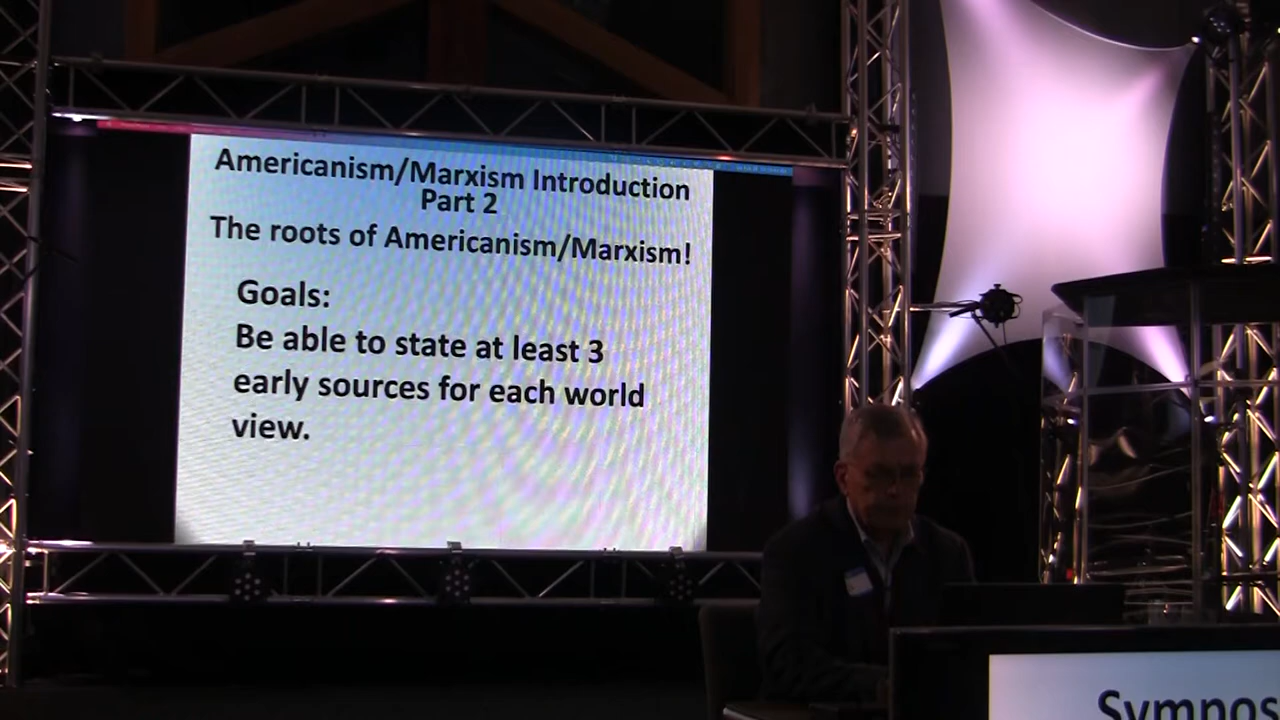 Americanism/Marxism Introduction
Part 2
The roots of Americanism/Marxism!
Goals:
Be able to state at least 3
early sources for each world
view.
Sympos